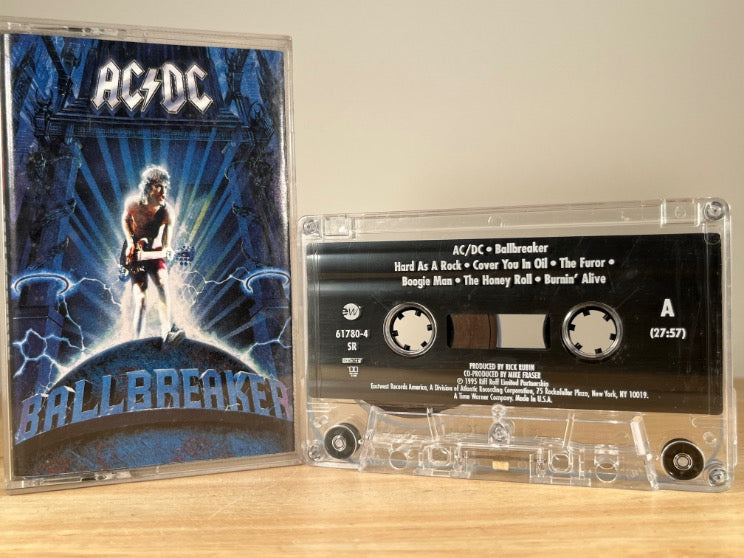 AC⚡DC
BALLBREAKER
AC/DC • Ballbreaker
Hard As A Rock • Cover You In Oil • The Furor •
Boogie Man • The Honey Roll • Burnin' Alive
A
(27:57)
ew
61780-4
SR
PRODUCED BY RICK RUBIN
CO-PRODUCED BY MIKE FRASER
© 1995 Riff Raff Limited Partnership
Eastwest Records America, A Division of Atlantic Recording Corporation, 75 Rockefeller Plaza, New York, NY 10019.
A Time Warner Company. Made in U.S.A.